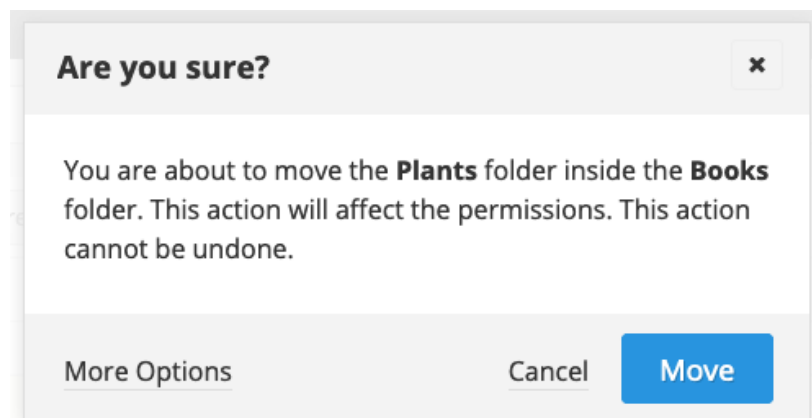 Are you sure?
You are about to move the Plants folder inside the Books
folder. This action will affect the permissions. This action
cannot be undone.
More Options Cancel Move